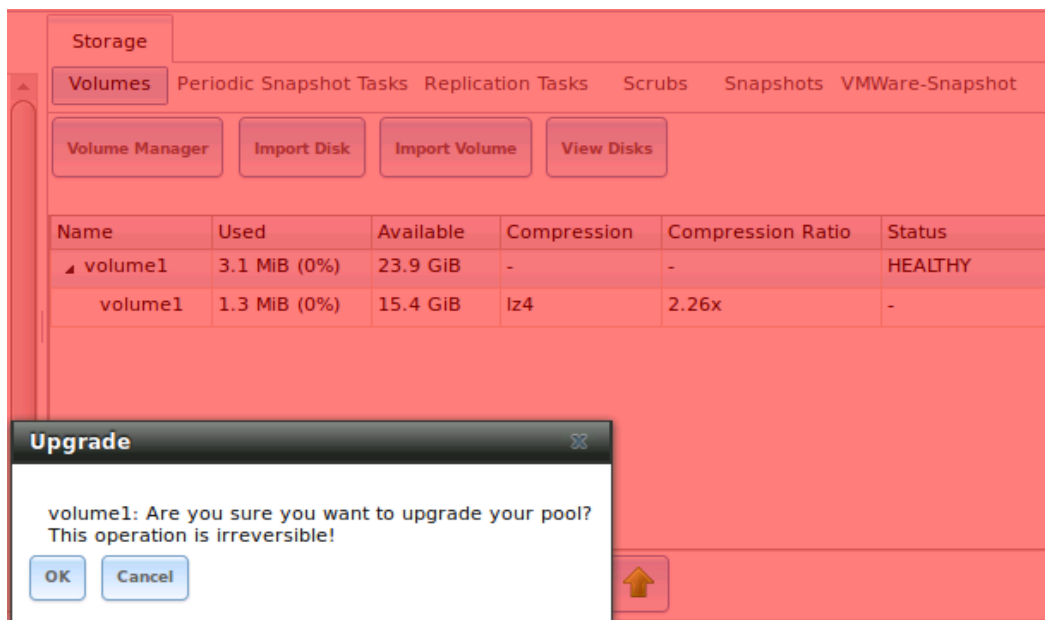 Storage
Volumes Periodic Snapshot Tasks Replication Tasks Scrubs Snapshots VMWare-Snapshot
Volume Manager Import Disk Import Volume View Disks
Name Used Available Compression Compression Ratio Status
volume1 3.1 MiB (0%) 23.9 GiB - - HEALTHY
volume1 1.3 MiB (0%) 15.4 GiB lz4 2.26x -
Upgrade
volume1: Are you sure you want to upgrade your pool?
This operation is irreversible!
OK Cancel